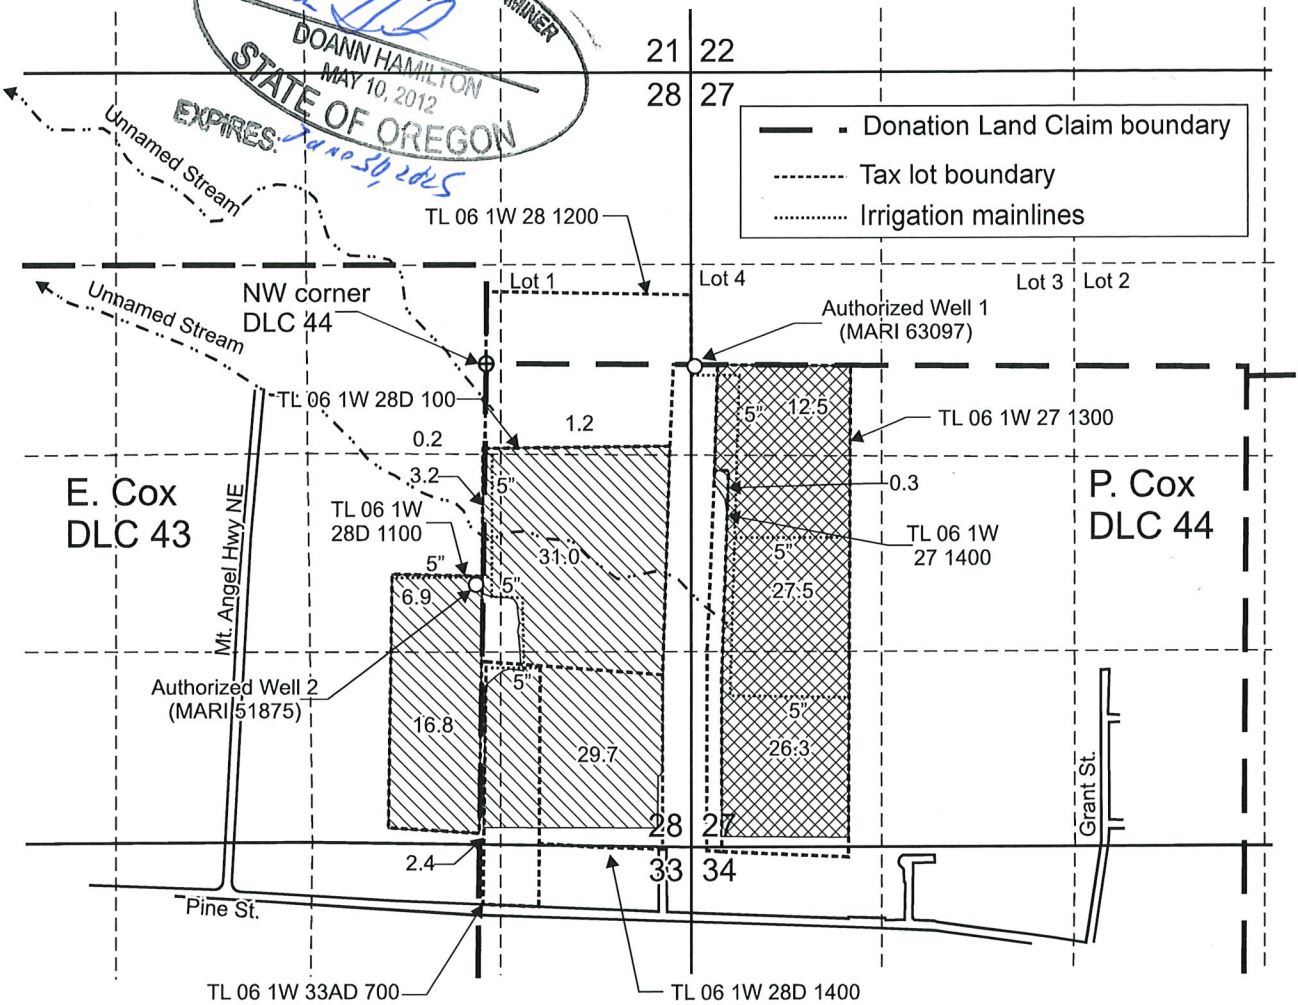 MINER
DOANN HAMILTON
MAY 10, 2012
STATE OF OREGON
EXPIRES: June 30, 2025
21 22
28 27
Donation Land Claim boundary
Tax lot boundary
Irrigation mainlines
Unnamed Stream
TL 06 1W 28 1200
Lot 1
Lot 4
Lot 3
Lot 2
Unnamed Stream
NW corner
DLC 44
Authorized Well 1
(MARI 63097)
TL 06 1W 28D 100
1.2
5”
12.5
TL 06 1W 27 1300
0.2
3.2
5”
0.3
E. Cox
DLC 43
P. Cox
DLC 44
TL 06 1W
28D 1100
TL 06 1W
27 1400
31.0
5”
27.5
5”
6.9
5”
Mt. Angel Hwy NE
Authorized Well 2
(MARI 51875)
5”
16.8
29.7
5”
26.3
Grant St.
28 27
33 34
2.4
Pine St.
TL 06 1W 33AD 700
TL 06 1W 28D 1400